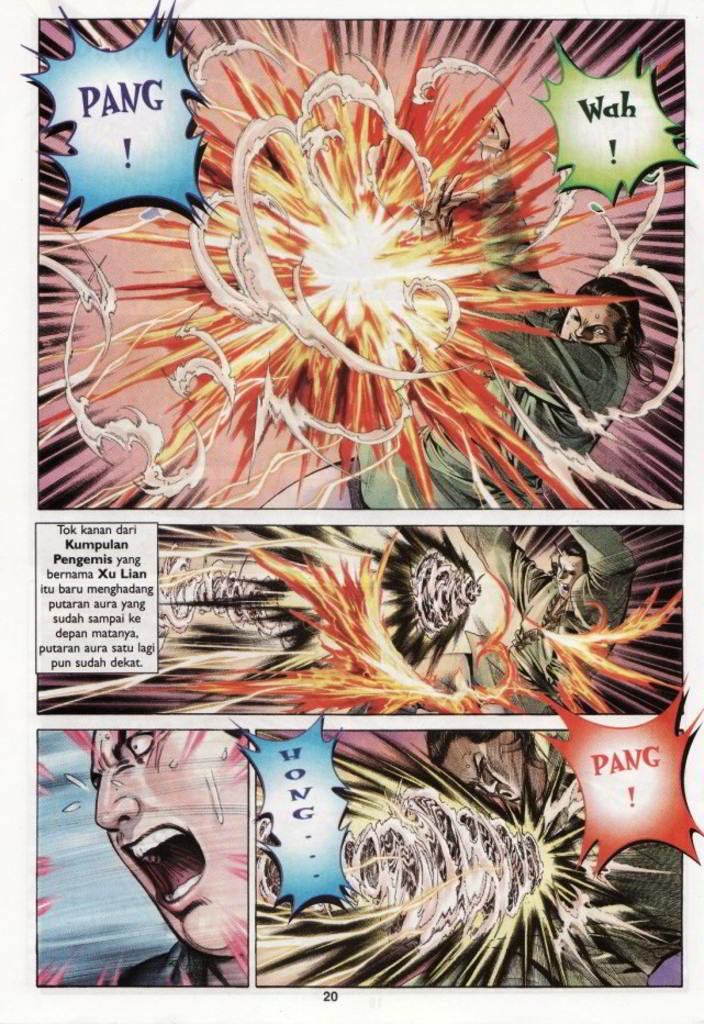 PANG
!
Wah
!
Tok kanan dari
Kumpulan
Pengemis yang
bernama Xu Lian
itu baru menghadang
putaran aura yang
sudah sampai ke
depan matanya,
putaran aura satu lagi
pun sudah dekat.
HONG...
PANG
!
20